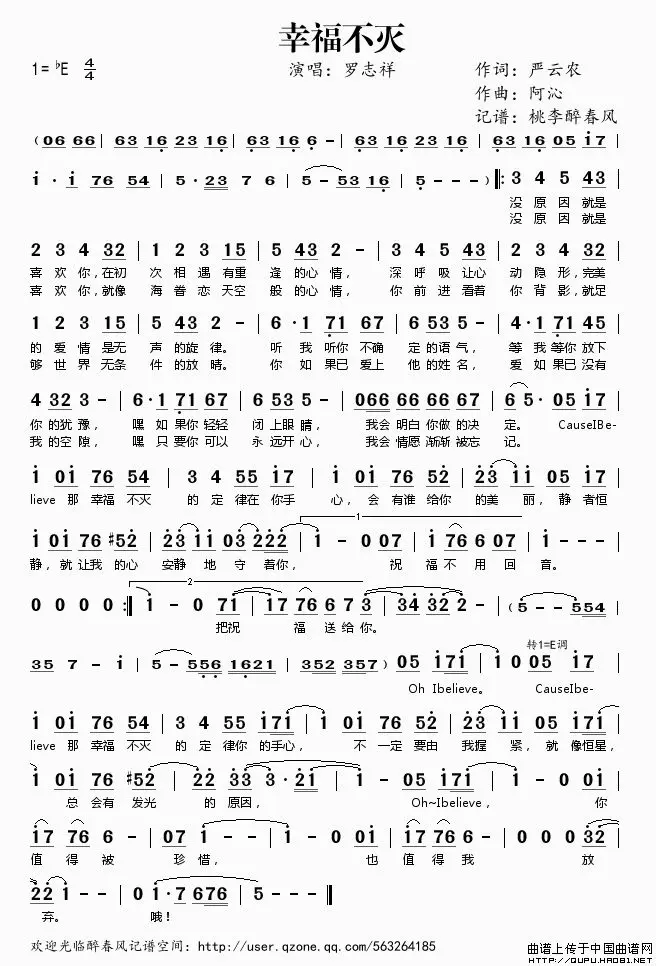 幸福不灭
1= ♭E 4/4 演唱：罗志祥 作词：严云农
作曲：阿沁
记谱：桃李醉春风
( 06 66 | 63 16 23 16 | 63 16 6 - | 63 16 23 16 | 63 16 05 i7
i · i 76 54 | 5 · 23 7 6 | 5 - 53 16 | 5 - - - ) ‖: 3 4 5 43 |
没 原 因 就是
没 原 因 就是
2 3 4 32 | 1 2 3 15 | 5 43 2 - | 3 4 5 43 | 2 3 4 32 |
喜 欢 你，在初 次 相 遇 有重 逢 的心 情， 深 呼 吸 让心 动 隐 形，完美
喜 欢 你，就像 海 眷 恋 天空 般 的心 情， 你 前 进 看着 你 背 影，就足
1 2 3 15 | 5 43 2 - | 6 · 1 71 67 | 6 535 5 - | 4 · 1 71 45 |
的 爱 情 是无 声 的旋 律。 听 我 听你 不确 定 的语 气， 等 我 等你 放下
够 世 界 无条 件 的放 晴。 你 如 果已 爱上 他 的姓 名， 爱 如 果已 没有
4 323 3 - | 6 · 1 71 67 | 6 535 5 - | 066 66 66 67 | 6 5 · 05 i7 |
你 的犹 豫， 嘿 如 果你 轻轻 闭 上眼 睛， 我会 明白 你做 的决 定。 CauseIBe-
我 的空 隙， 嘿 只 要你 可以 永 远开 心， 我会 情愿 渐渐 被忘 记。
i 0i 76 54 | 3 4 55 i7 | i 0i 76 52 | 23 ii 05 i7 |
lieve 那 幸福 不灭 的 定 律在 你手 心， 会 有谁 给你 的美 丽， 静 者恒
i 0i 76 #52 | 23 ii 03 222 | i - 0 07 | i 76 6 07 | i - - - |
1
静，就 让我 的心 安静 地 守 着你， 祝 福 不 用 回 音。
0 0 0 0 :‖ i - 0 7i | i7 76 6 7 3 | 34 32 2 - | ( 5 - - 554 |
2
把祝 福 送 给 你。
35 7 - i | 5 - 556 1621 | 352 357 ) 05 i7i | i 0 05 i7 |
转1=E调
Oh Ibelieve。 CauseIbe-
i 0i 76 54 | 3 4 55 i7i | i 0i 76 52 | 23 ii 05 i7i |
lieve 那 幸福 不灭 的 定 律你 的手心， 不 一定 要由 我握 紧，就 像恒星，
i 0i 76 #52 | 2 22 33 3 · 2i | i - 05 i7i | i - 0 0i |
总 会有 发光 的 原因， Oh~Ibelieve， 你
i7 76 6 - | 07 i i - | i - 0 0i | i7 76 6 - | 0 0 0 32 |
值 得 被 珍 惜， 也 值 得 我 放
22 i - - | 0 i · 7 676 | 5 - - - ‖
弃。 哦！
欢迎光临醉春风记谱空间：http://user.qzone.qq.com/563264185
曲谱上传于中国曲谱网
http://QUPU.HAO81.NET